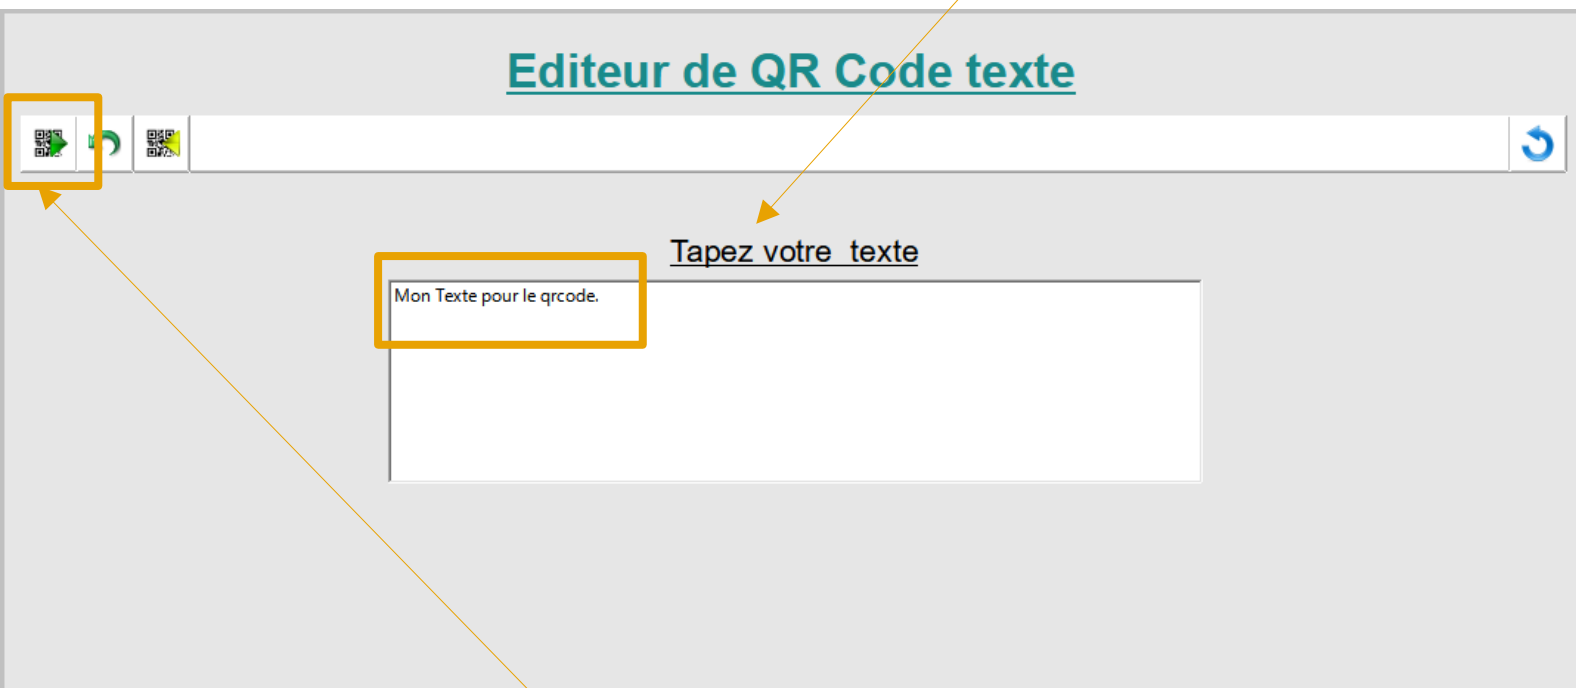 Editeur de QR Code texte
Tapez votre  texte
Mon Texte pour le qrcode.